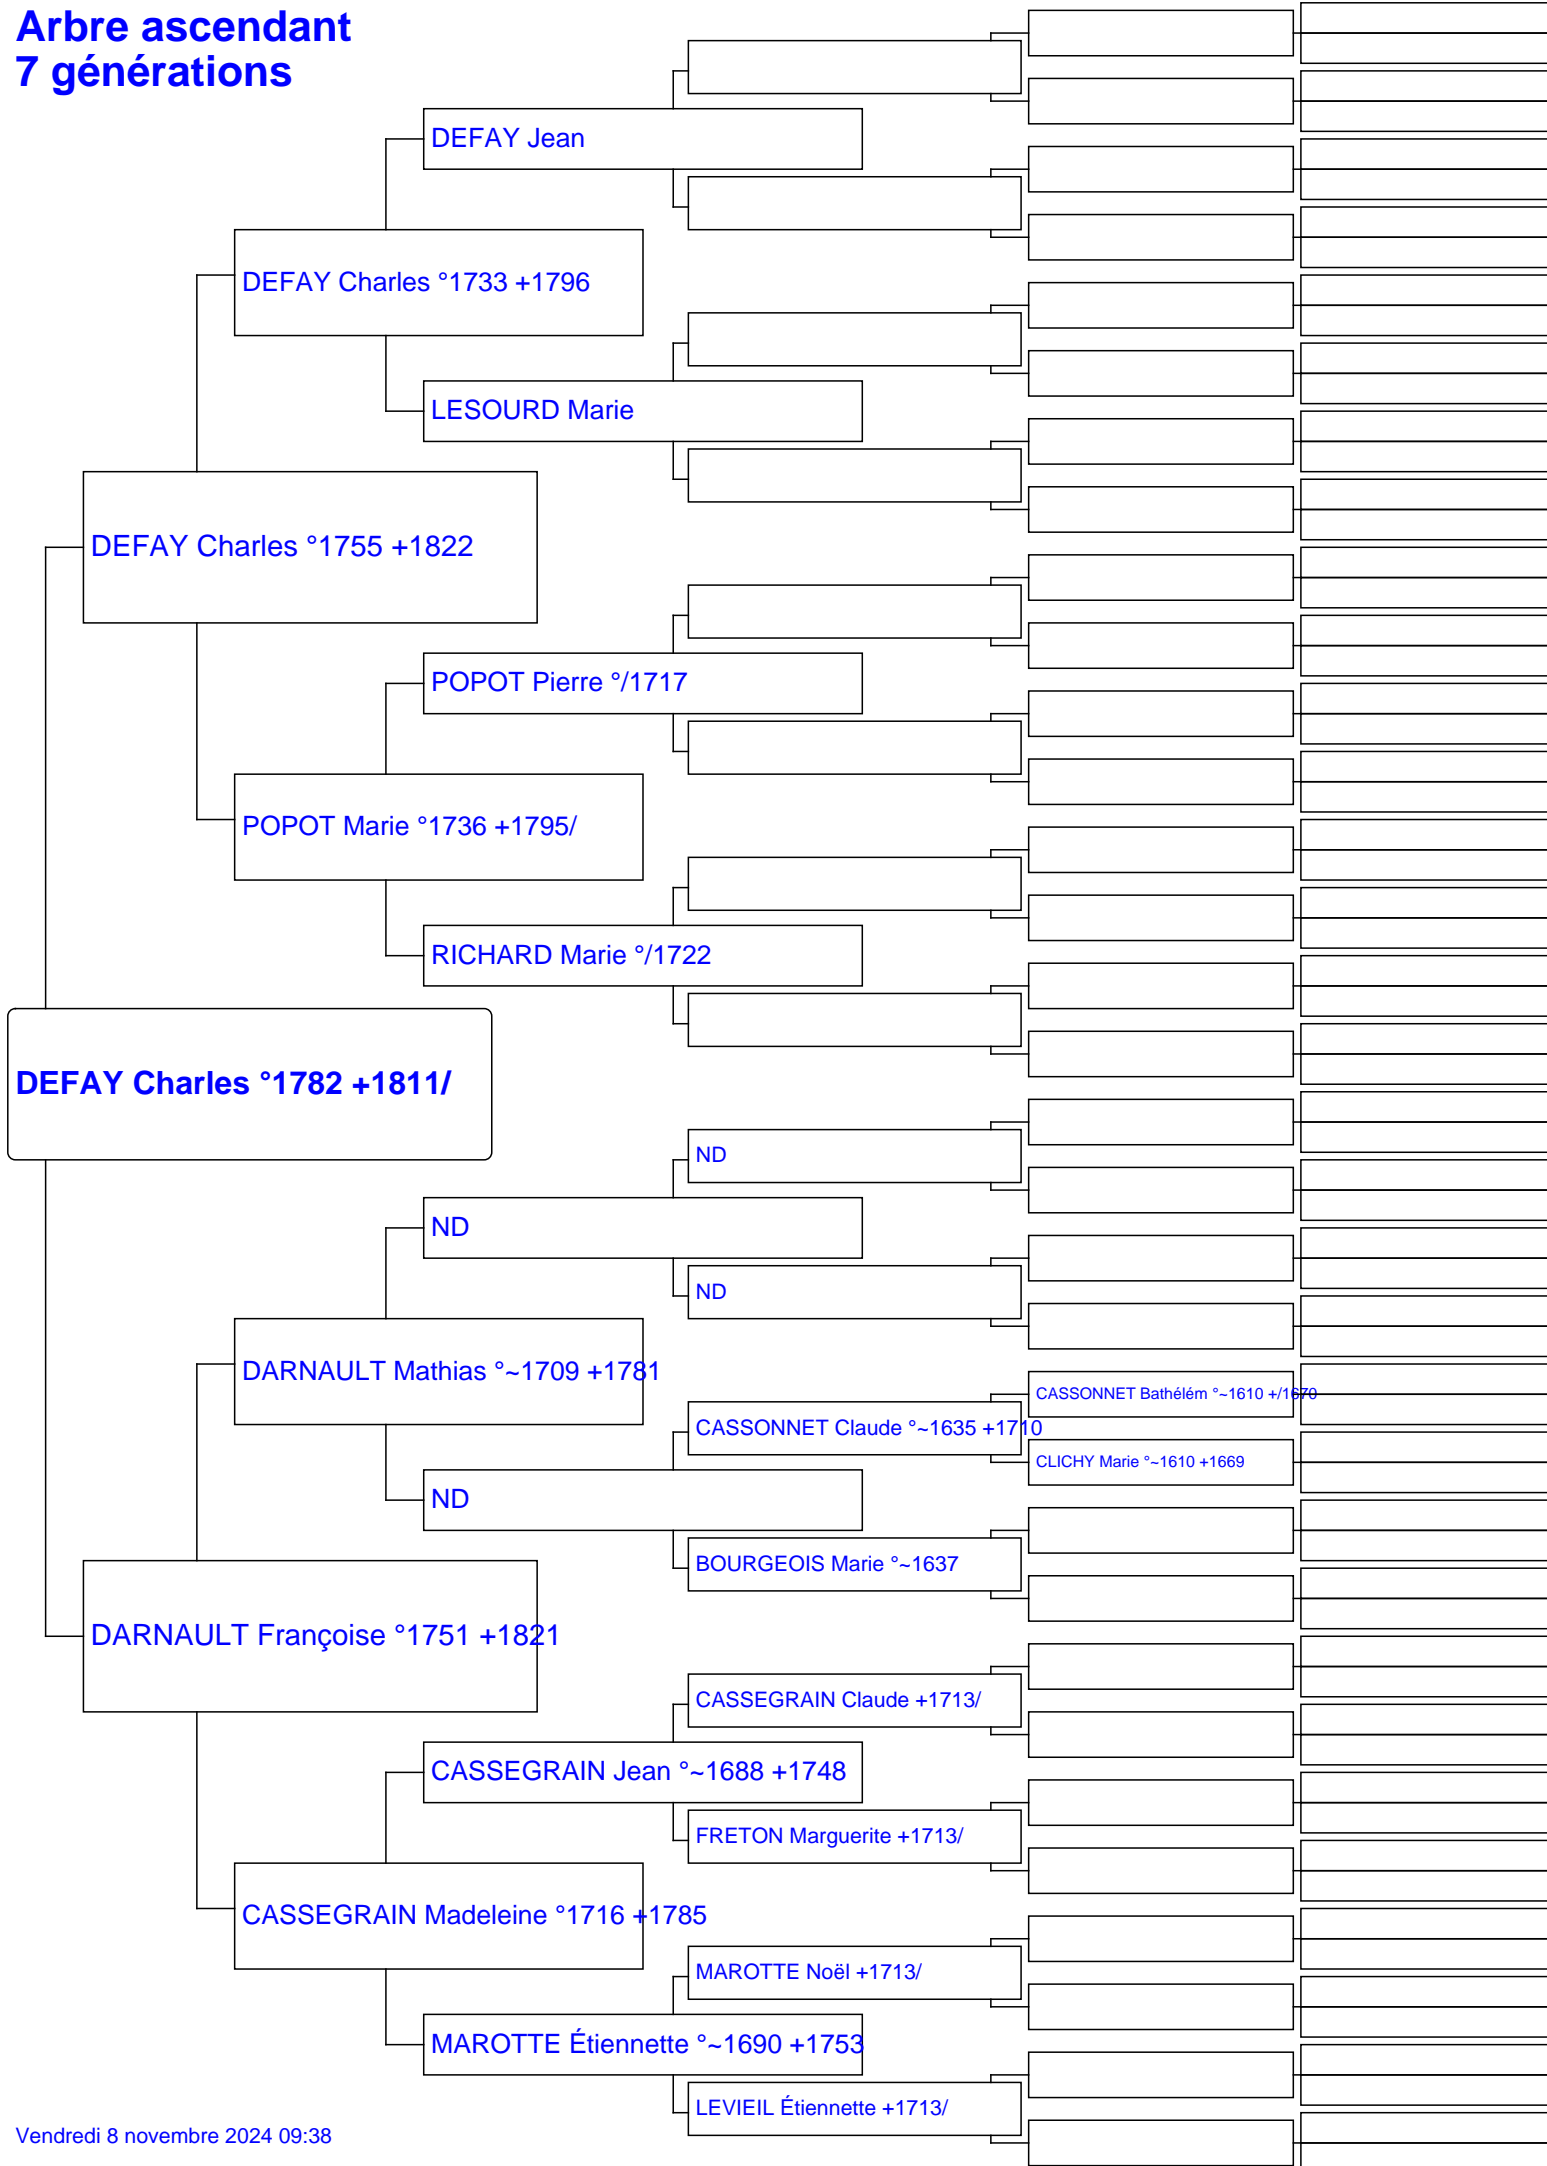 Arbre ascendant
7 générations
DEFAY Jean
DEFAY Charles °1733 +1796
LESOURD Marie
DEFAY Charles °1755 +1822
POPOT Pierre °/1717
POPOT Marie °1736 +1795/
RICHARD Marie °/1722
DEFAY Charles °1782 +1811/
ND
ND
ND
DARNAULT Mathias °~1709 +1781
CASSONNET Bathélém °~1610 +/1670
CASSONNET Claude °~1635 +1710
CLICHY Marie °~1610 +1669
ND
BOURGEOIS Marie °~1637
DARNAULT Françoise °1751 +1821
CASSEGRAIN Claude +1713/
CASSEGRAIN Jean °~1688 +1748
FRETON Marguerite +1713/
CASSEGRAIN Madeleine °1716 +1785
MAROTTE Noël +1713/
MAROTTE Étiennette °~1690 +1753
LEVIEIL Étiennette +1713/
Vendredi 8 novembre 2024 09:38